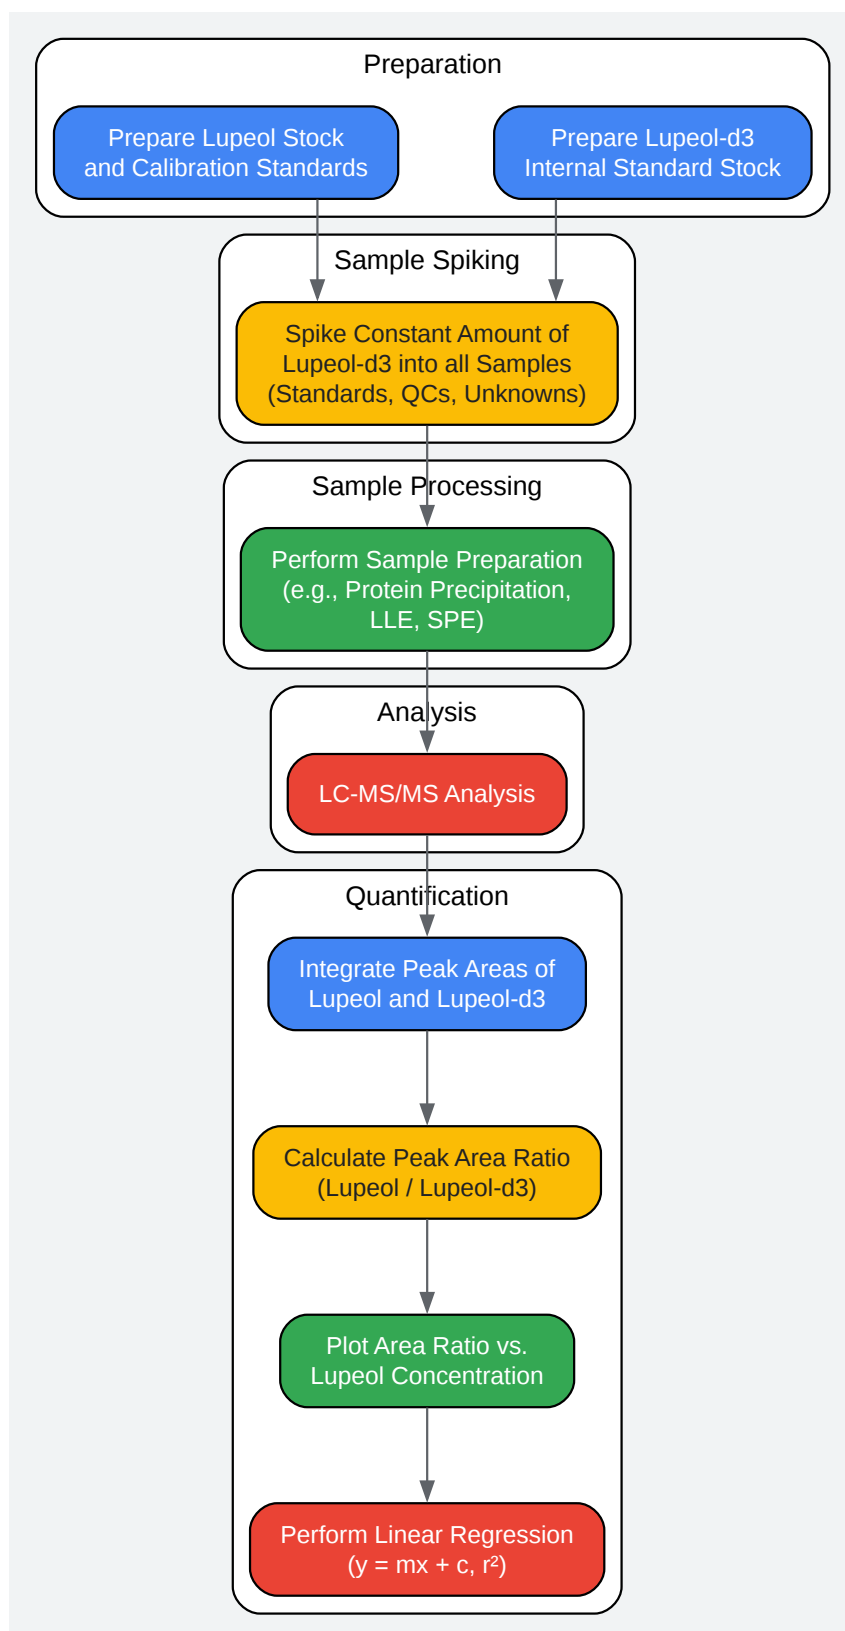 Preparation
Prepare Lupeol Stock
and Calibration Standards
Prepare Lupeol-d3
Internal Standard Stock
Sample Spiking
Spike Constant Amount of
Lupeol-d3 into all Samples
(Standards, QCs, Unknowns)
Sample Processing
Perform Sample Preparation
(e.g., Protein Precipitation,
LLE, SPE)
Analysis
LC-MS/MS Analysis
Quantification
Integrate Peak Areas of
Lupeol and Lupeol-d3
Calculate Peak Area Ratio
(Lupeol / Lupeol-d3)
Plot Area Ratio vs.
Lupeol Concentration
Perform Linear Regression
(y = mx + c, r²)